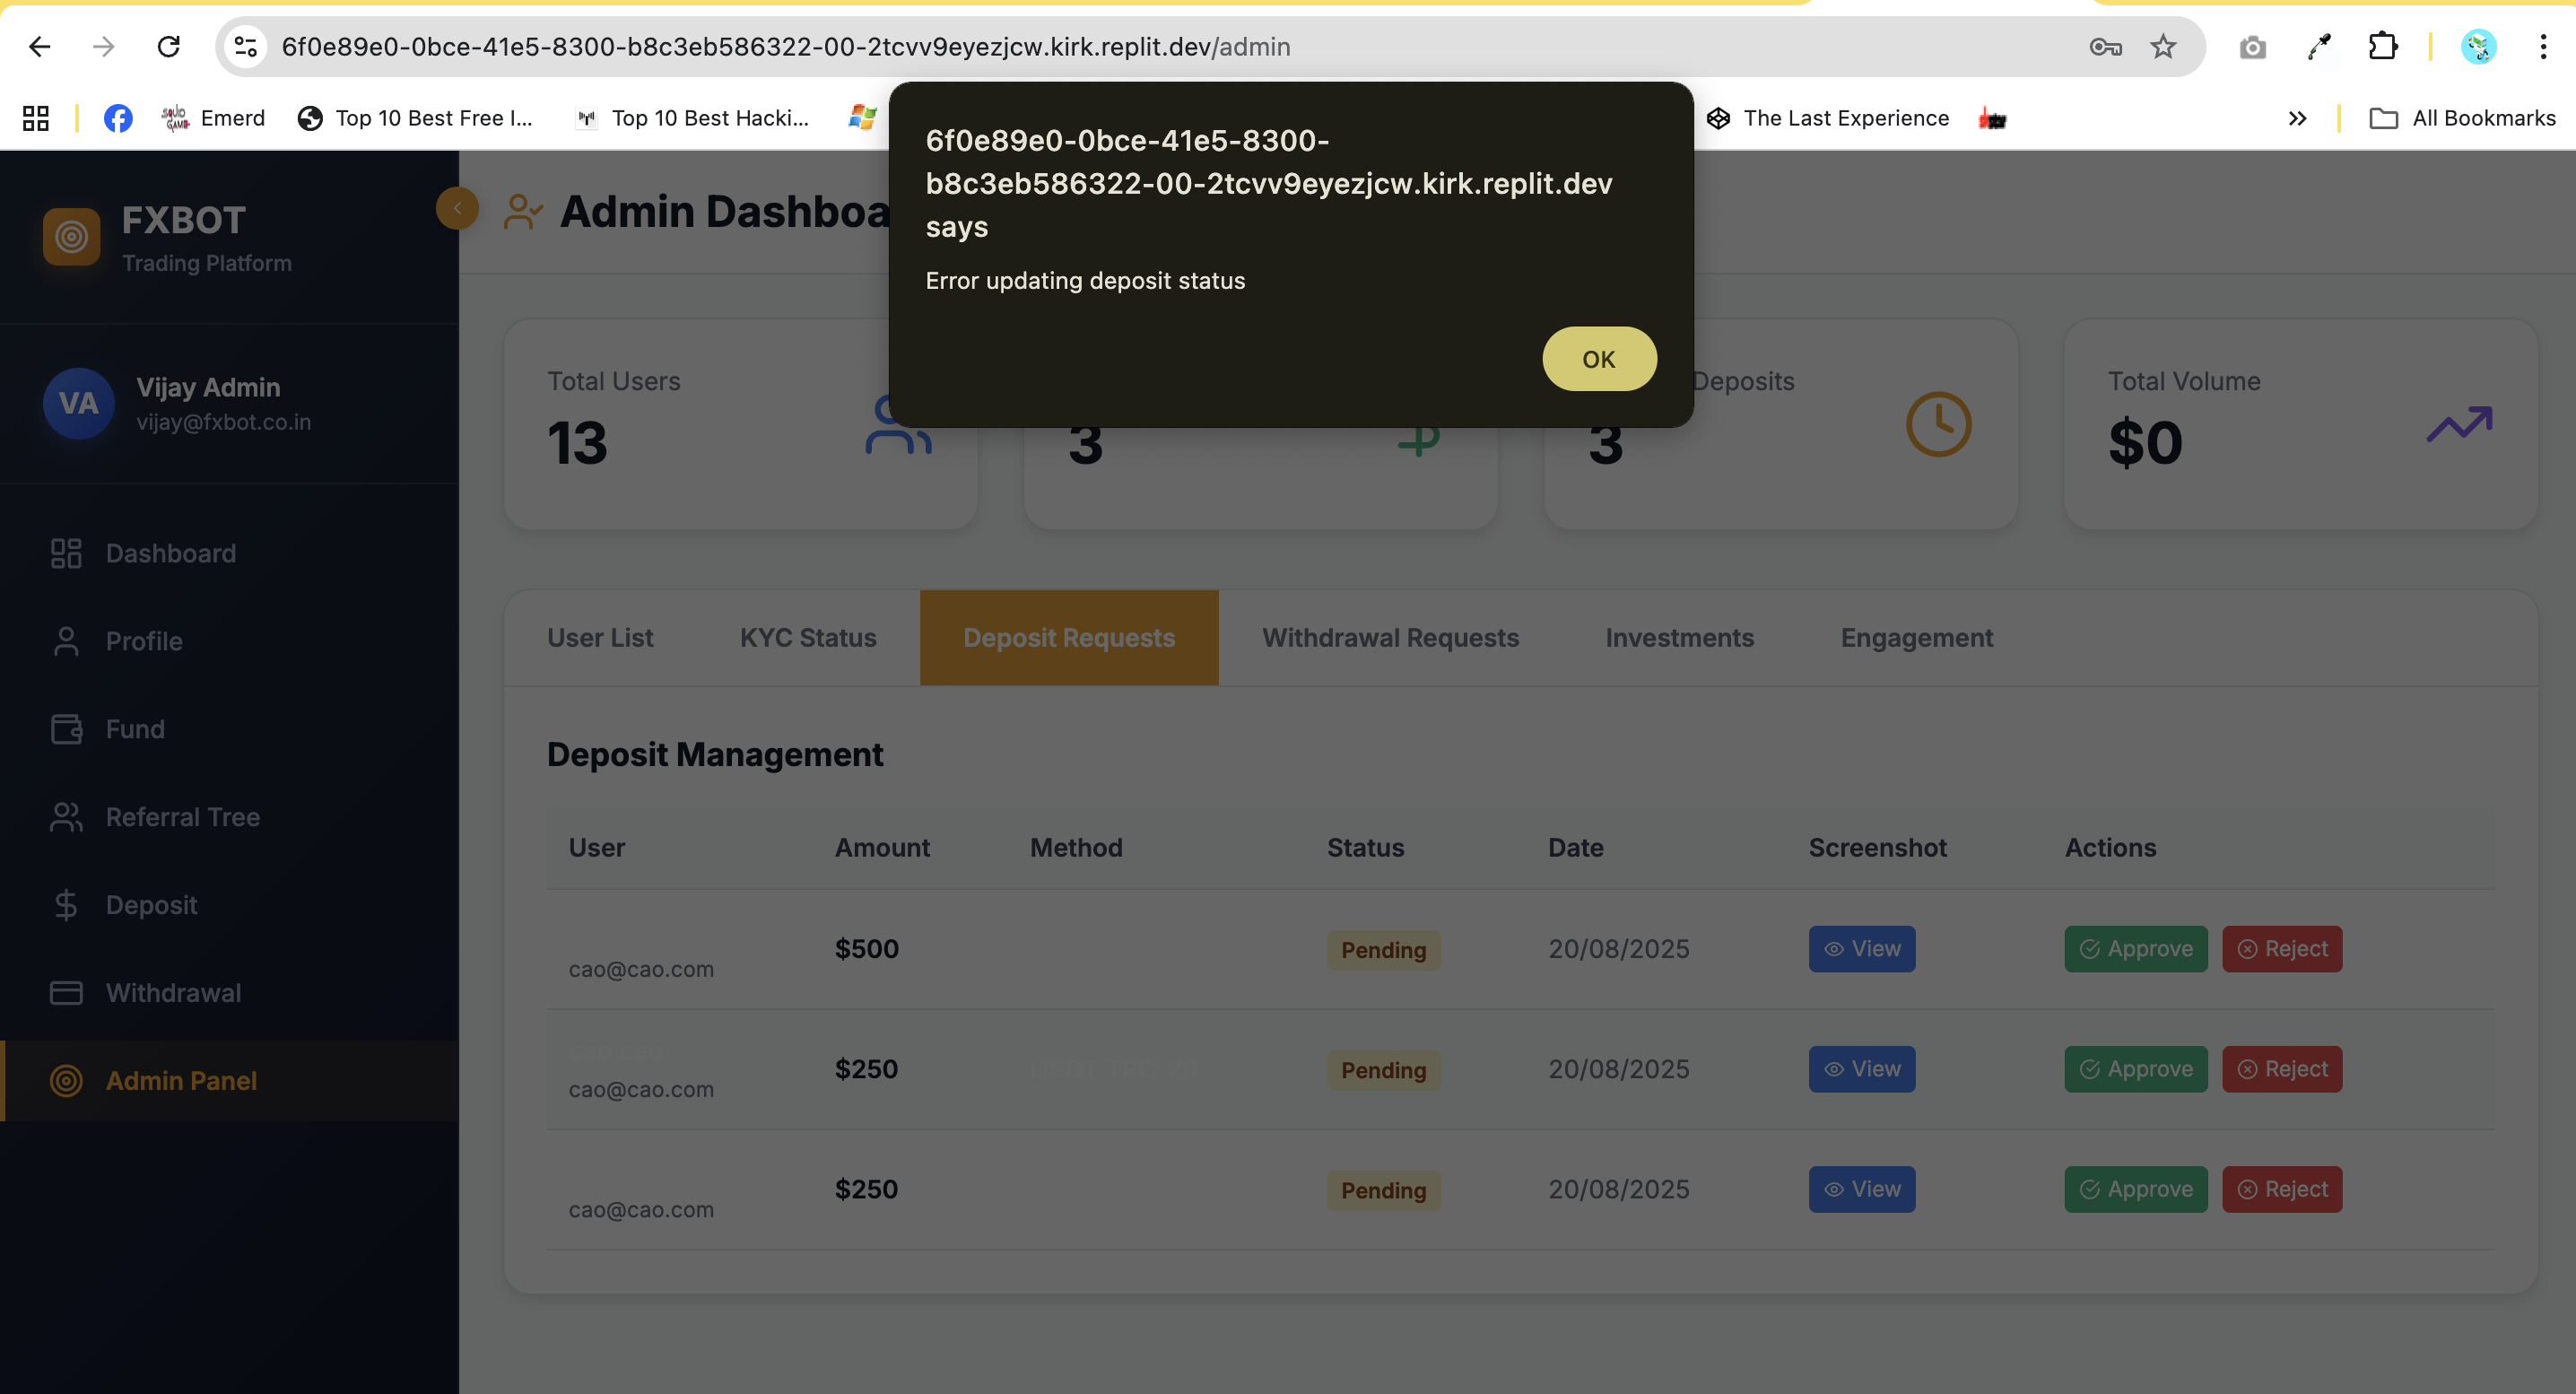 6f0e89e0-0bce-41e5-8300-b8c3eb586322-00-2tcvv9eyezjcw.kirk.replit.dev/admin
Emerd
Top 10 Best Free I...
Top 10 Best Hacki...
The Last Experience
All Bookmarks
6f0e89e0-0bce-41e5-8300-
b8c3eb586322-00-2tcvv9eyezjcw.kirk.replit.dev
says
Error updating deposit status
OK
FXBOT
Trading Platform
Vijay Admin
VA
vijay@fxbot.co.in
Dashboard
Profile
Fund
Referral Tree
Deposit
Withdrawal
Admin Panel
Admin Dashboa
Total Users
13
3
Deposits
3
Total Volume
$0
User List KYC Status Deposit Requests Withdrawal Requests Investments Engagement
Deposit Management
User Amount Method Status Date Screenshot Actions
cao@cao.com $500 Pending 20/08/2025 View Approve Reject
cao@cao.com $250 Pending 20/08/2025 View Approve Reject
cao@cao.com $250 Pending 20/08/2025 View Approve Reject